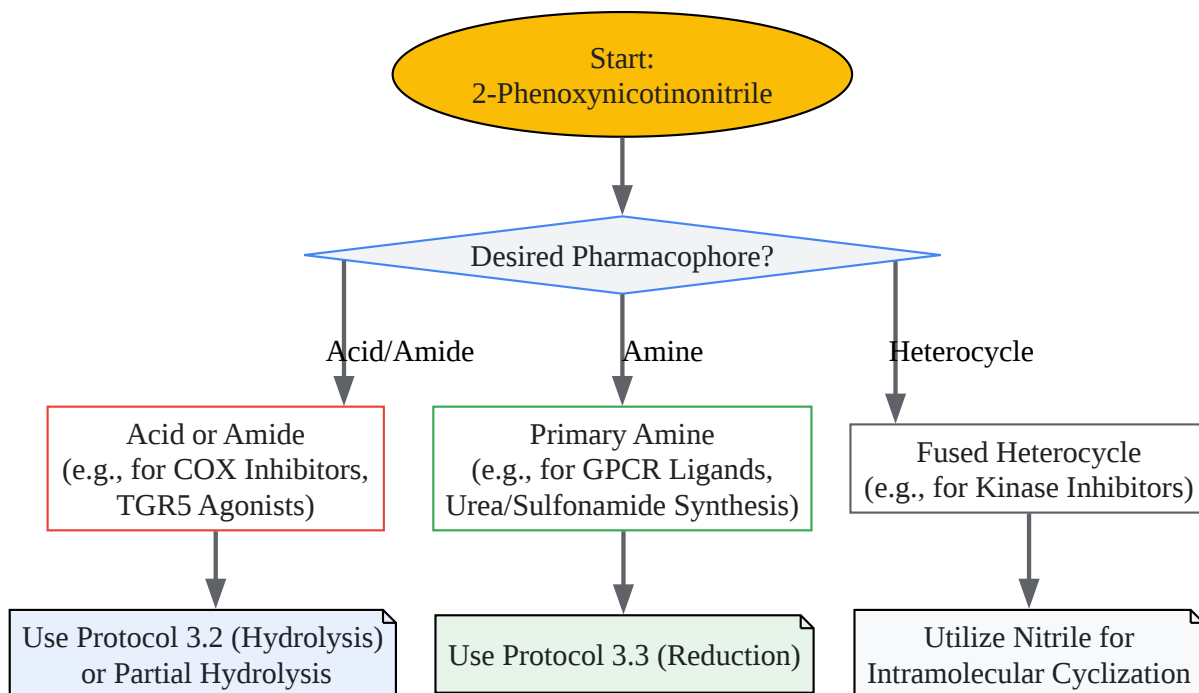 Start:
2-Phenoxynicotinonitrile
Desired Pharmacophore?
Acid/Amide
Amine
Heterocycle
Acid or Amide
(e.g., for COX Inhibitors,
TGR5 Agonists)
Primary Amine
(e.g., for GPCR Ligands,
Urea/Sulfonamide Synthesis)
Fused Heterocycle
(e.g., for Kinase Inhibitors)
Use Protocol 3.2 (Hydrolysis)
or Partial Hydrolysis
Use Protocol 3.3 (Reduction)
Utilize Nitrile for
Intramolecular Cyclization